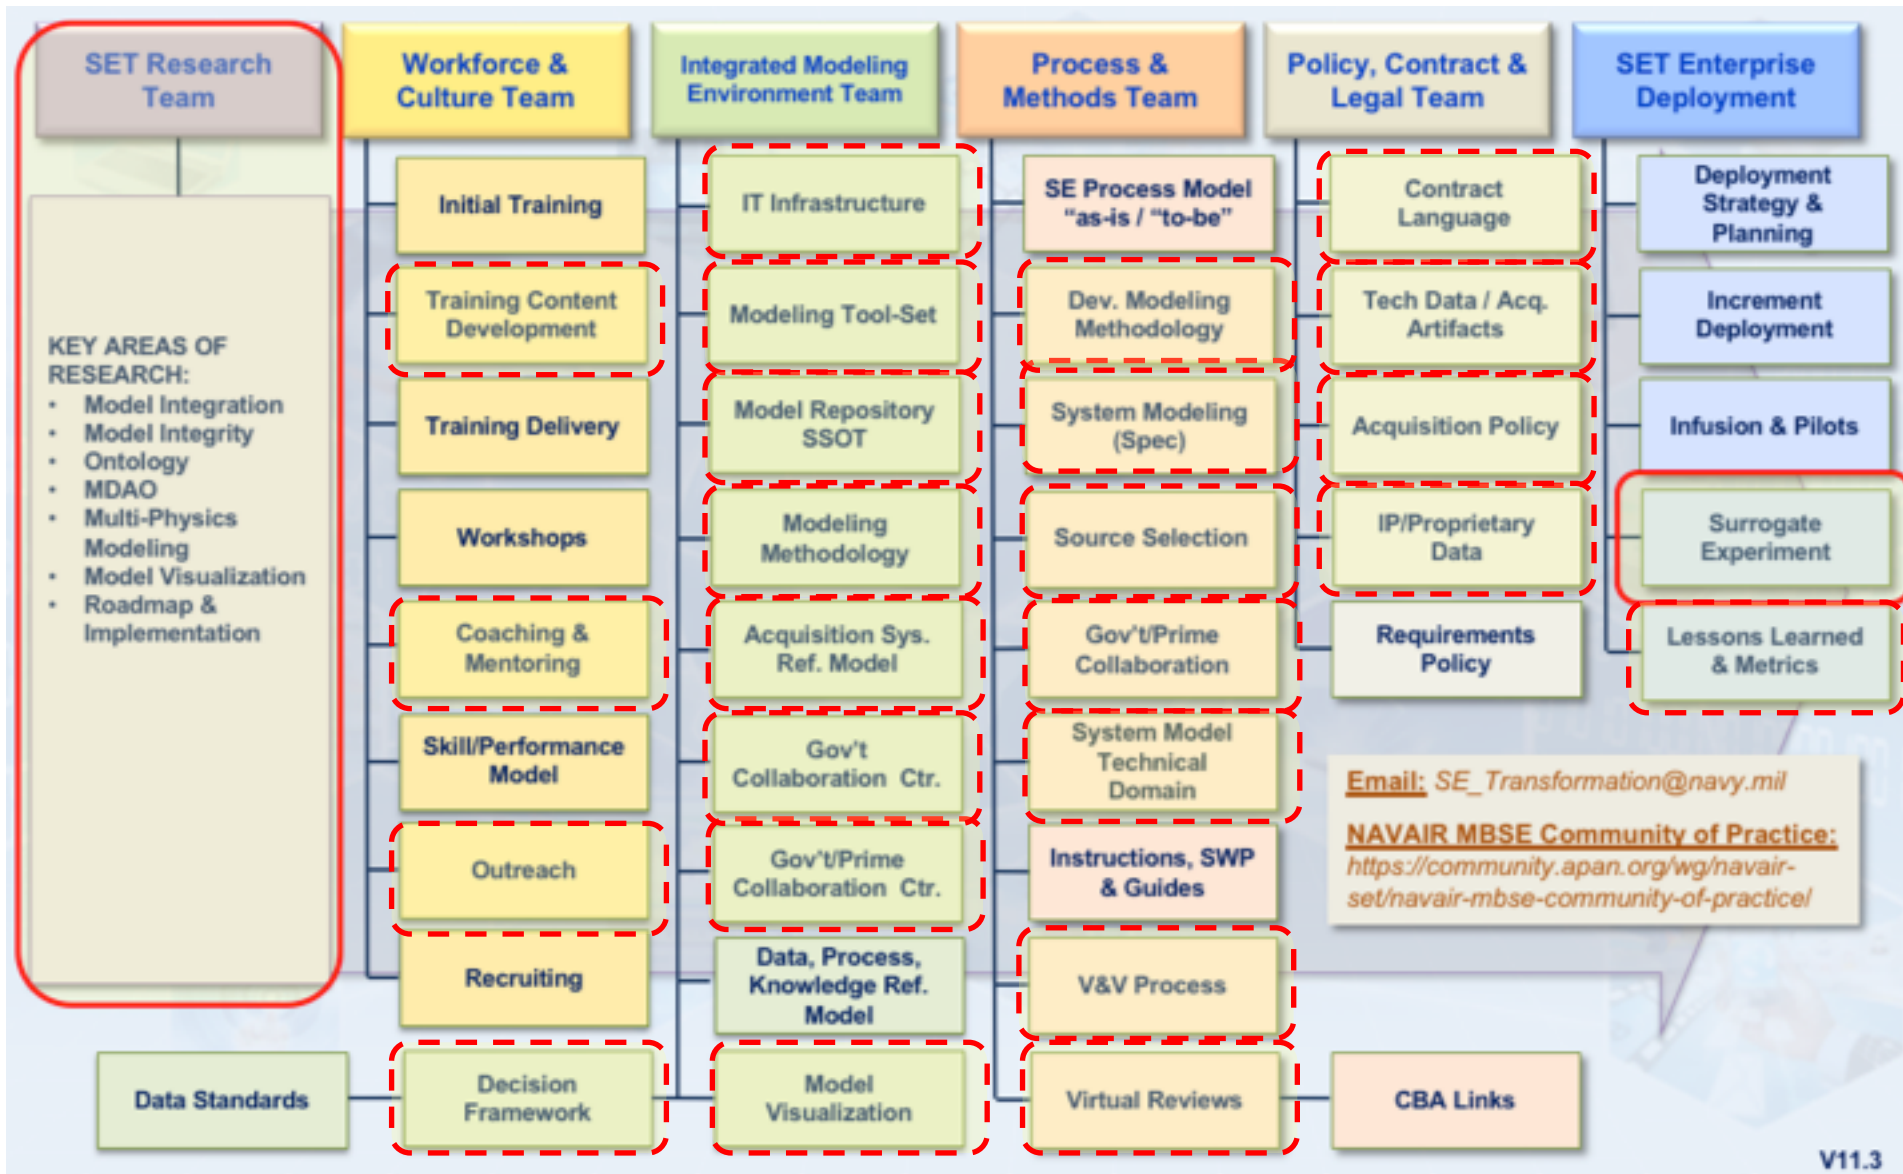 SET Research
Team
Workforce &
Culture Team
Integrated Modeling
Environment Team
Process &
Methods Team
Policy, Contract &
Legal Team
SET Enterprise
Deployment
KEY AREAS OF
RESEARCH:
• Model Integration
• Model Integrity
• Ontology
• MDAO
• Multi-Physics
Modeling
• Model Visualization
• Roadmap &
Implementation
Initial Training
Training Content
Development
Training Delivery
Workshops
Coaching &
Mentoring
Skill/Performance
Model
Outreach
Recruiting
IT Infrastructure
Modeling Tool-Set
Model Repository
SSOT
Modeling
Methodology
Acquisition Sys.
Ref. Model
Gov't
Collaboration Ctr.
Gov't/Prime
Collaboration Ctr.
Data, Process,
Knowledge Ref.
Model
SE Process Model
"as-is / "to-be"
Dev. Modeling
Methodology
System Modeling
(Spec)
Source Selection
Gov't/Prime
Collaboration
System Model
Technical
Domain
Instructions, SWP
& Guides
V&V Process
Contract
Language
Tech Data / Acq.
Artifacts
Acquisition Policy
IP/Proprietary
Data
Requirements
Policy
Deployment
Strategy &
Planning
Increment
Deployment
Infusion & Pilots
Surrogate
Experiment
Lessons Learned
& Metrics
Email: SE_Transformation@navy.mil
NAVAIR MBSE Community of Practice:
https://community.apan.org/wg/navair-
set/navair-mbse-community-of-practice/
Data Standards
Decision
Framework
Model
Visualization
Virtual Reviews
CBA Links
V11.3